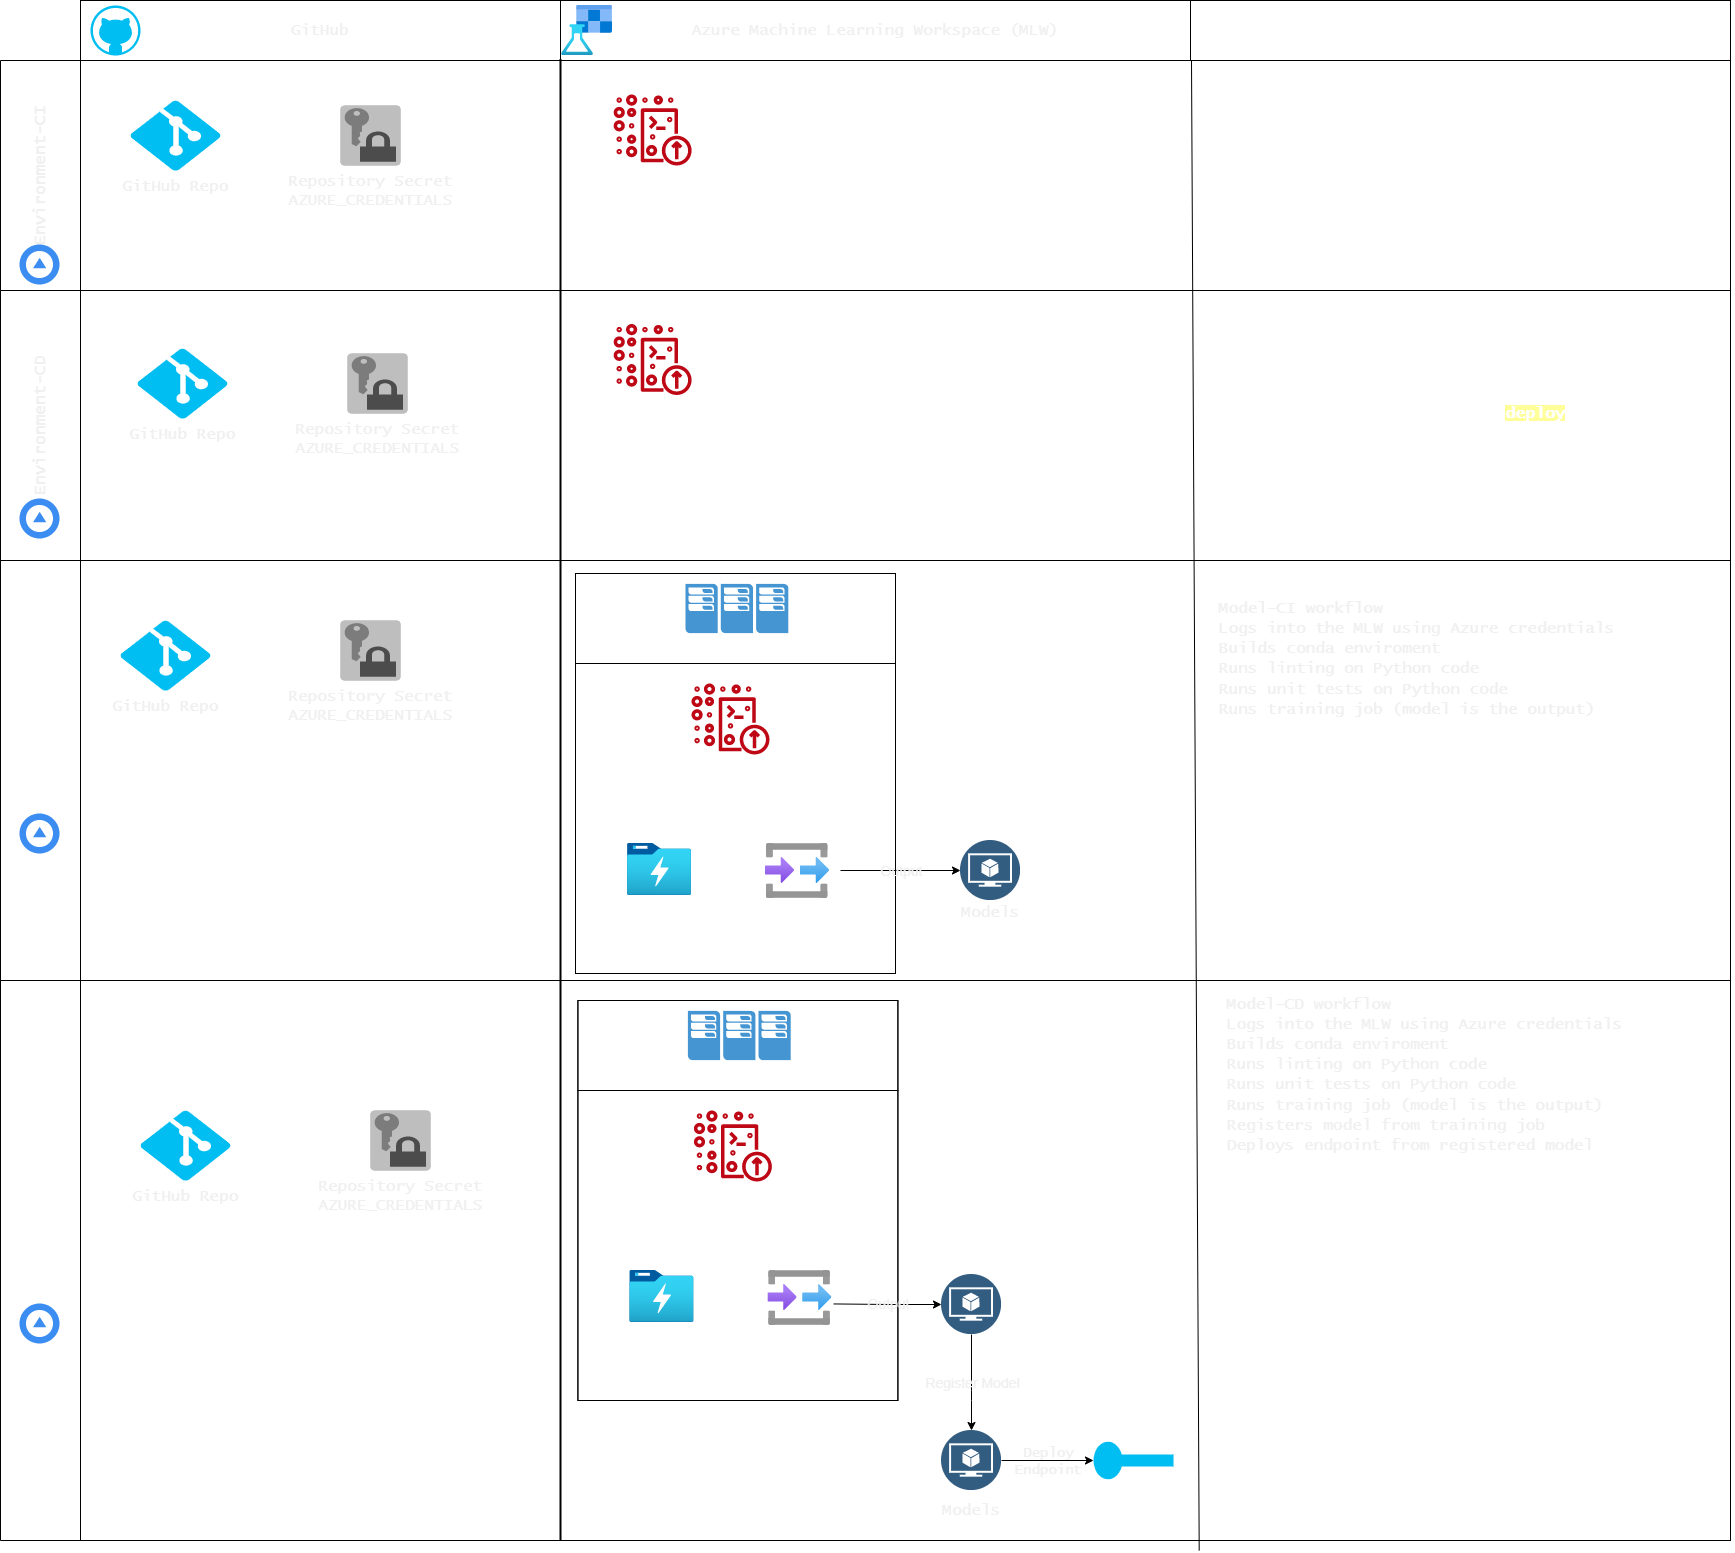 GitHub
Azure Machine Learning Workspace (MLW)
Environment-CI
GitHub Repo
Repository Secret
AZURE_CREDENTIALS
Environment-CD
GitHub Repo
Repository Secret
AZURE_CREDENTIALS
deploy
GitHub Repo
Repository Secret
AZURE_CREDENTIALS
Output
Models
Model-CI workflow
Logs into the MLW using Azure credentials
Builds conda enviroment
Runs linting on Python code
Runs unit tests on Python code
Runs training job (model is the output)
GitHub Repo
Repository Secret
AZURE_CREDENTIALS
Output
Register Model
Deploy
Endpoint
Models
Model-CD workflow
Logs into the MLW using Azure credentials
Builds conda enviroment
Runs linting on Python code
Runs unit tests on Python code
Runs training job (model is the output)
Registers model from training job
Deploys endpoint from registered model